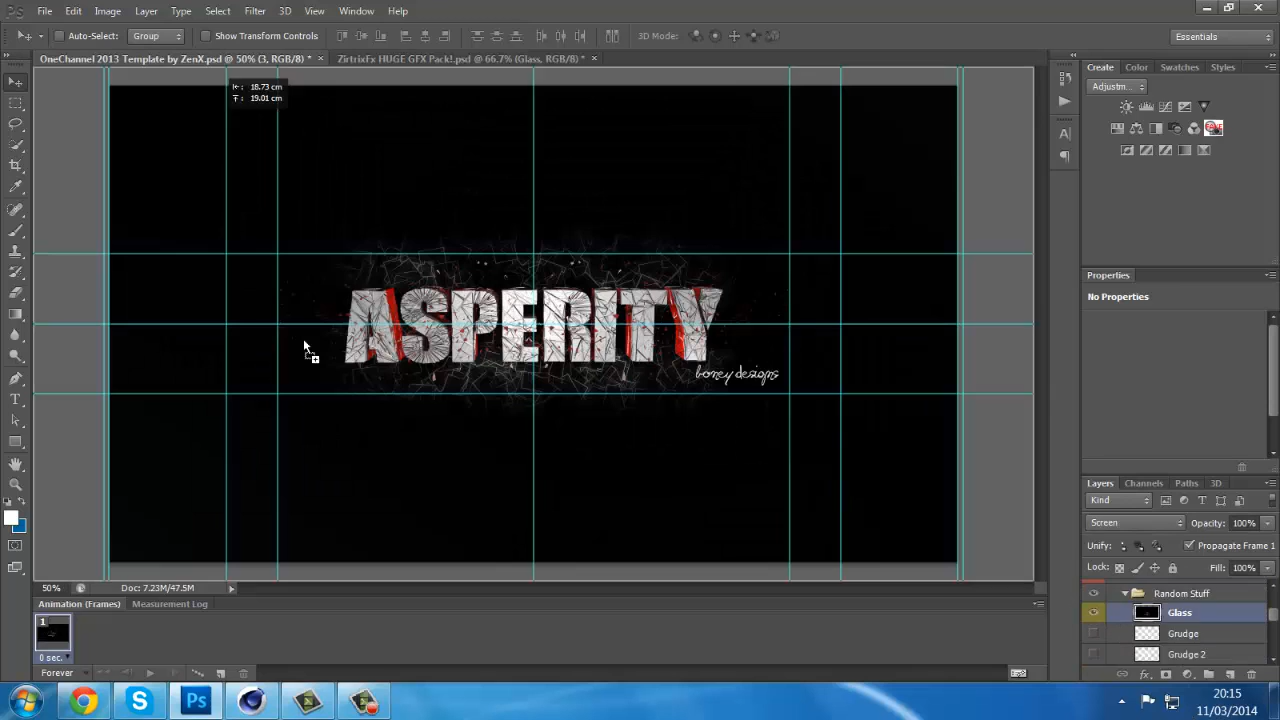 Ps File Edit Image Layer Type Select Filter 3D View Window Help
Auto-Select: Group Show Transform Controls 3D Mode: Essentials
OneChannel 2013 Template by ZenX.psd @ 50% (3, RGB/8) * × ZirtrixFx HUGE GFX Pack!.psd @ 66.7% (Glass, RGB/8) * ×
Create Color Swatches Styles
18.73 cm
19.01 cm
Adjustm...
ASPERITY
boney designs
Properties
No Properties
Layers Channels Paths 3D
Kind
Screen Opacity: 100%
Unify: Propagate Frame 1
Lock: Fill: 100%
Random Stuff
Glass
Grudge
Grudge 2
50% Doc: 7.23M/47.5M
Animation (Frames) Measurement Log
1
0 sec.
Forever
Ps
20:15
11/03/2014